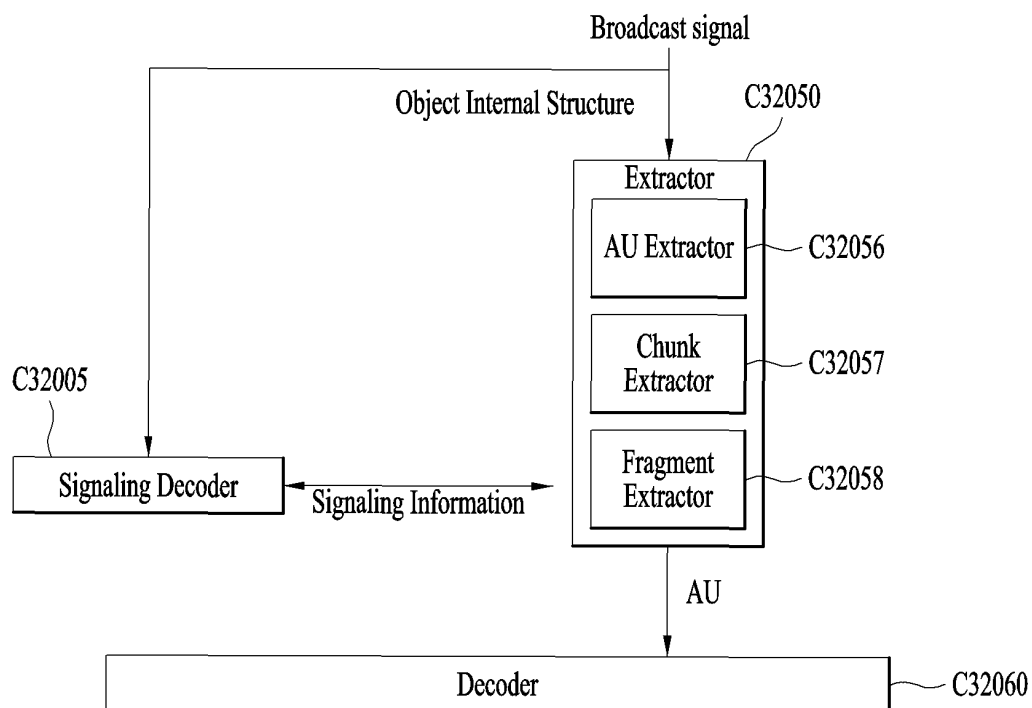 Broadcast signal
Object Internal Structure
C32050
Extractor
AU Extractor
C32056
Chunk
Extractor
C32057
C32005
Fragment
Extractor
C32058
Signaling Decoder
Signaling Information
AU
Decoder
C32060